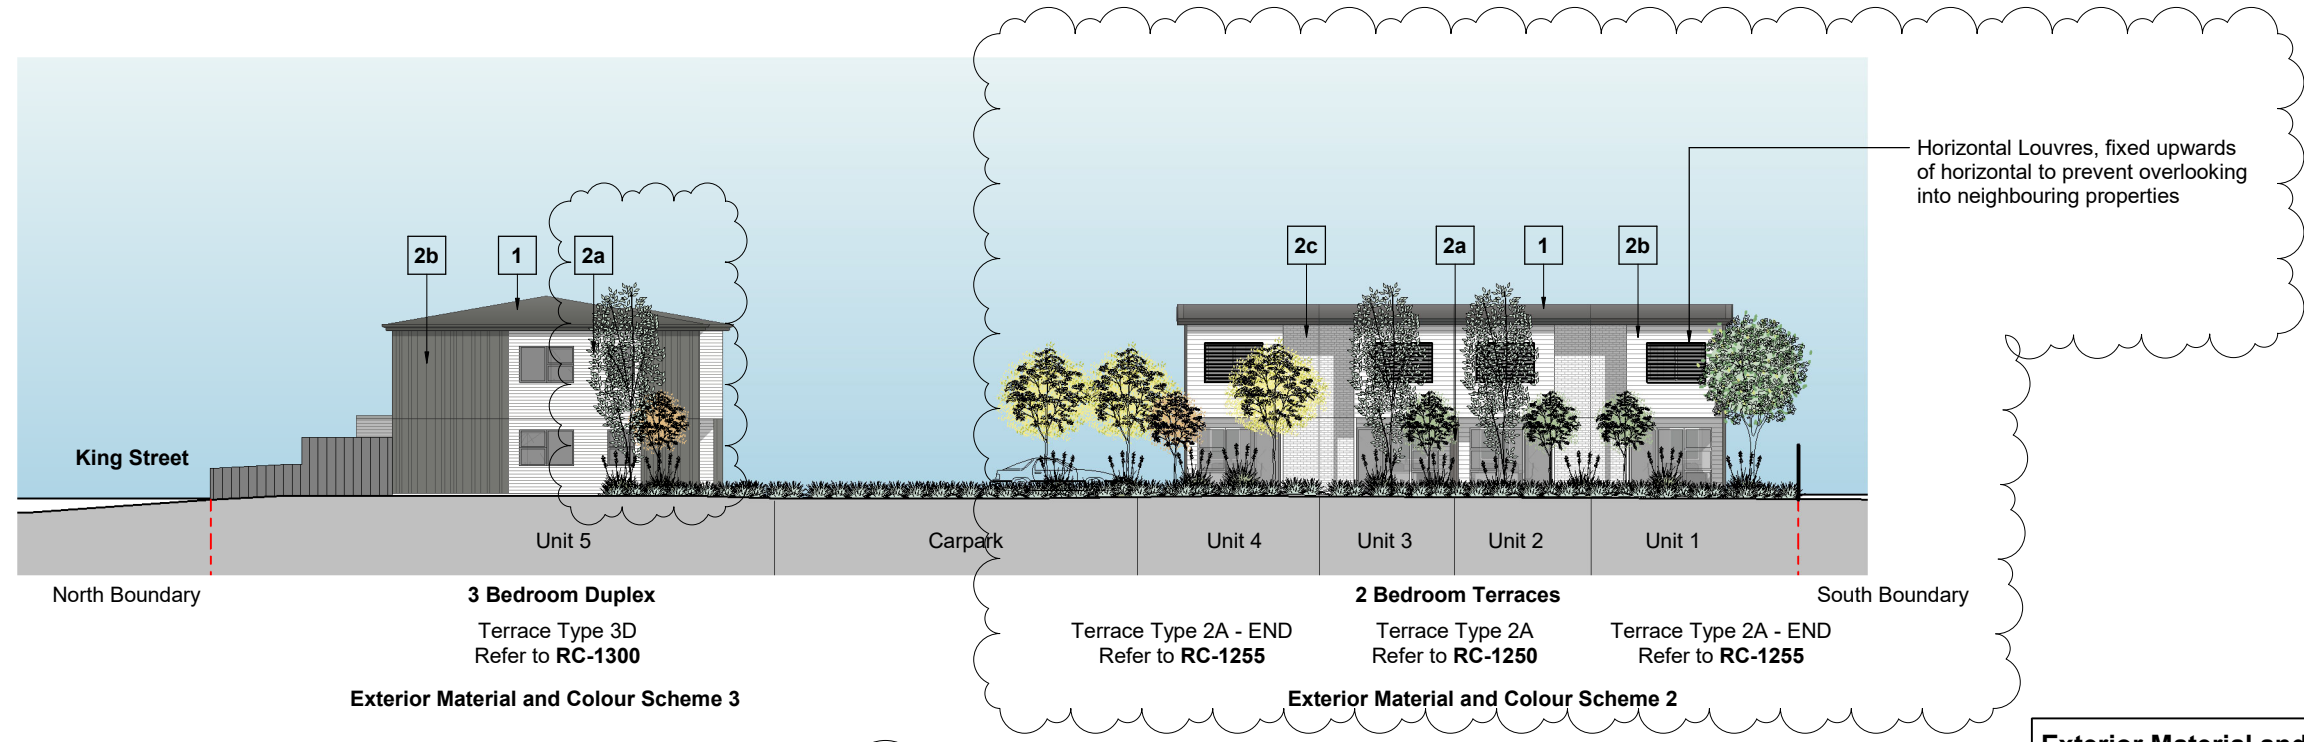 Horizontal Louvres, fixed upwards
of horizontal to prevent overlooking
into neighbouring properties
2b
1
2a
2c
2a
1
2b
King Street
Unit 5
Carpark
Unit 4
Unit 3
Unit 2
Unit 1
North Boundary
3 Bedroom Duplex
2 Bedroom Terraces
South Boundary
Terrace Type 3D
Refer to RC-1300
Terrace Type 2A - END
Refer to RC-1255
Terrace Type 2A
Refer to RC-1250
Terrace Type 2A - END
Refer to RC-1255
Exterior Material and Colour Scheme 3
Exterior Material and Colour Scheme 2
Exterior Material and